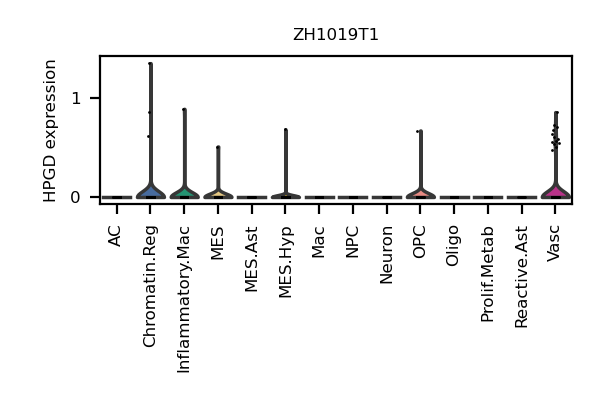 ZH1019T1
HPGD expression
1
0
AC
Chromatin.Reg
Inflammatory.Mac
MES
MES.Ast
MES.Hyp
Mac
NPC
Neuron
OPC
Oligo
Prolif.Metab
Reactive.Ast
Vasc